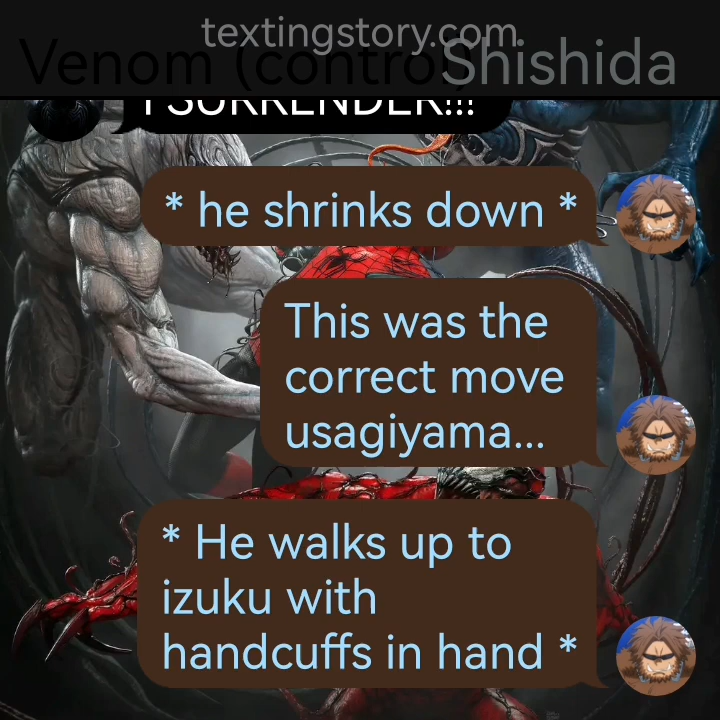 textingstory.com
Venom (control) Shishida
I SURRENDER!!!
* he shrinks down *
This was the
correct move
usagiyama...
* He walks up to
izuku with
handcuffs in hand *